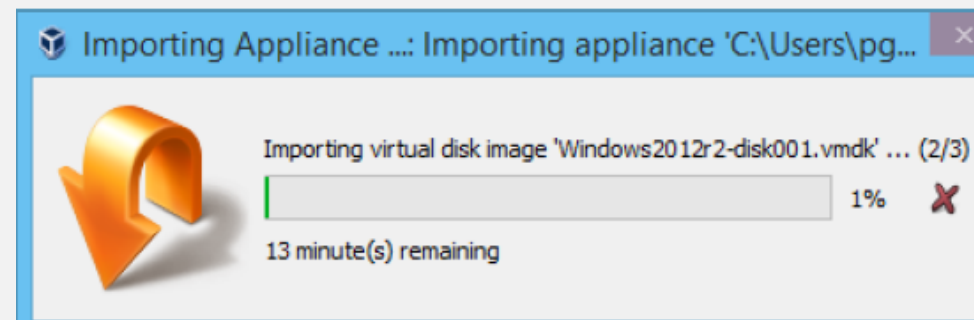 Importing Appliance ...: Importing appliance 'C:\Users\pg...
Importing virtual disk image 'Windows2012r2-disk001.vmdk' ... (2/3)
1%
13 minute(s) remaining